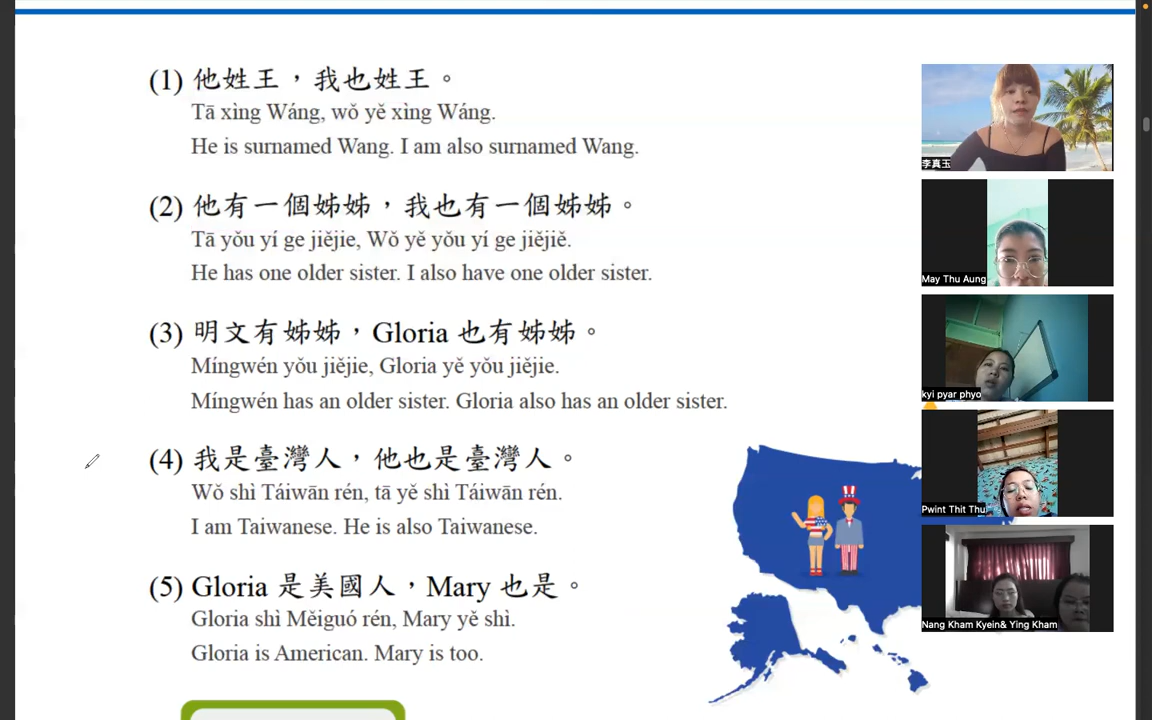 (1) 他姓王，我也姓王。
Tā xìng Wáng, wǒ yě xìng Wáng.
He is surnamed Wang. I am also surnamed Wang.
(2) 他有一個姊姊，我也有一個姊姊。
Tā yǒu yí ge jiějie, Wǒ yě yǒu yí ge jiějiě.
He has one older sister. I also have one older sister.
(3) 明文有姊姊，Gloria 也有姊姊。
Míngwén yǒu jiějie, Gloria yě yǒu jiějie.
Míngwén has an older sister. Gloria also has an older sister.
(4) 我是臺灣人，他也是臺灣人。
Wǒ shì Táiwān rén, tā yě shì Táiwān rén.
I am Taiwanese. He is also Taiwanese.
(5) Gloria 是美國人，Mary 也是。
Gloria shì Měiguó rén, Mary yě shì.
Gloria is American. Mary is too.
李真玉
May Thu Aung
kyi pyar phyo
Pwint Thit Thu
Nang Kham Kyein& Ying Kham